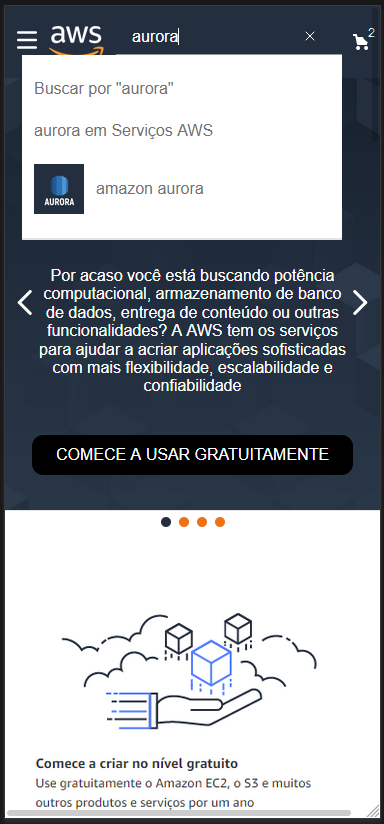 aws
aurora
2
Buscar por "aurora"
aurora em Serviços AWS
AURORA
amazon aurora
Por acaso você está buscando potência
computacional, armazenamento de banco
de dados, entrega de conteúdo ou outras
funcionalidades? A AWS tem os serviços
para ajudar a acriar aplicações sofisticadas
com mais flexibilidade, escalabilidade e
confiabilidade
COMECE A USAR GRATUITAMENTE
Comece a criar no nível gratuito
Use gratuitamente o Amazon EC2, o S3 e muitos
outros produtos e serviços por um ano